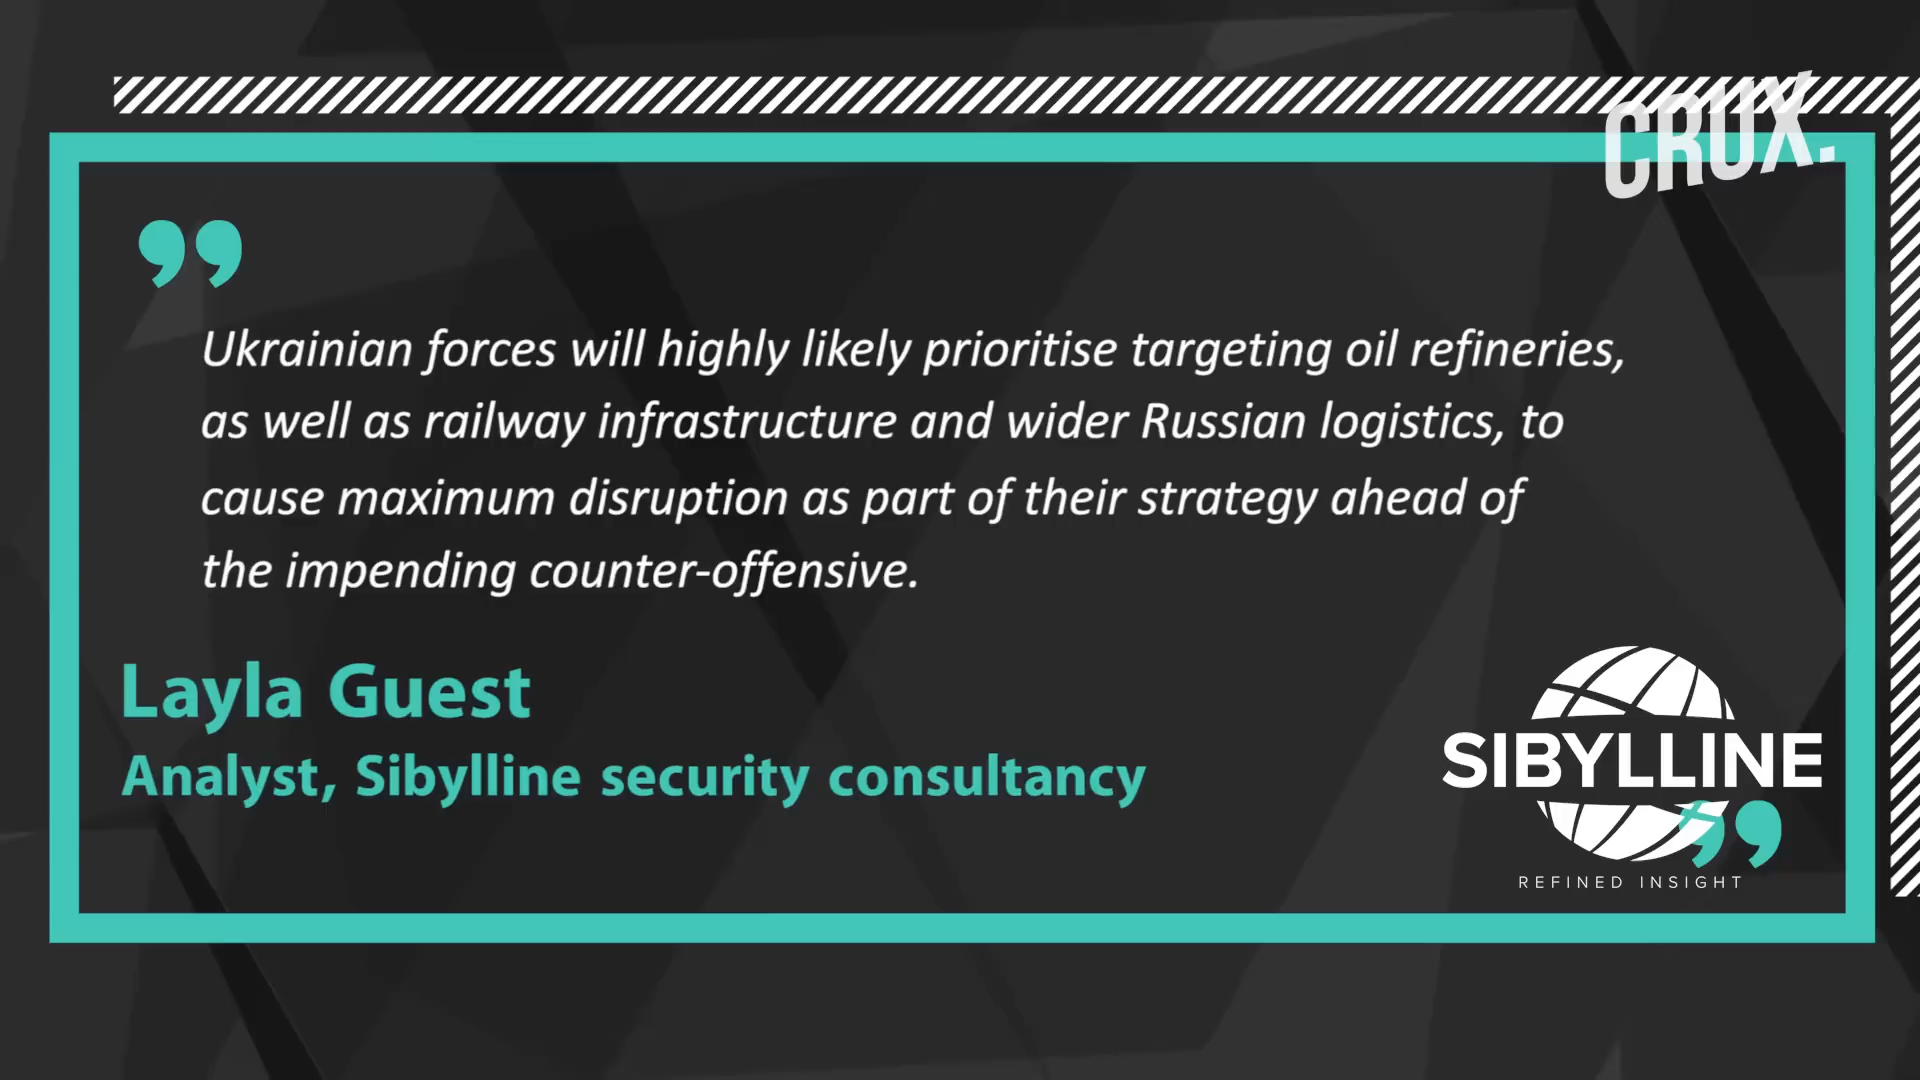 CRUX.
”
Ukrainian forces will highly likely prioritise targeting oil refineries,
as well as railway infrastructure and wider Russian logistics, to
cause maximum disruption as part of their strategy ahead of
the impending counter-offensive.
Layla Guest
Analyst, Sibylline security consultancy
SIBYLLINE
”
REFINED INSIGHT